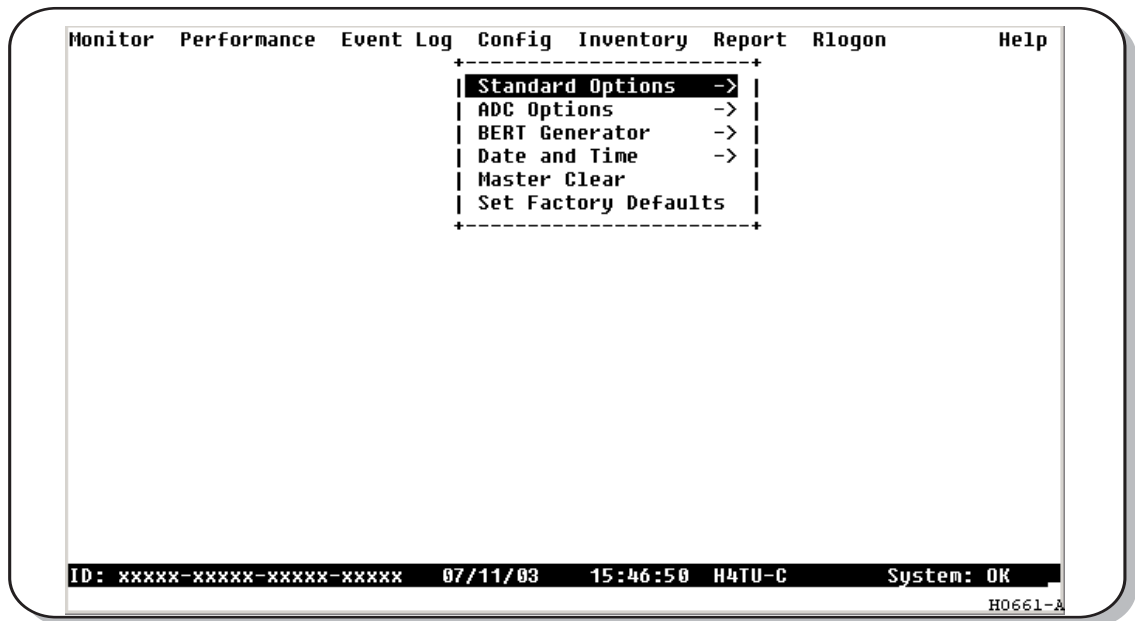 Monitor Performance Event Log Config Inventory Report Rlogon Help
+-----------------------+
| Standard Options -> |
| ADC Options -> |
| BERT Generator -> |
| Date and Time -> |
| Master Clear |
| Set Factory Defaults |
+-----------------------+
ID: xxxxx-xxxxx-xxxxx-xxxxx 07/11/03 15:46:50 H4TU-C System: OK
H0661-A